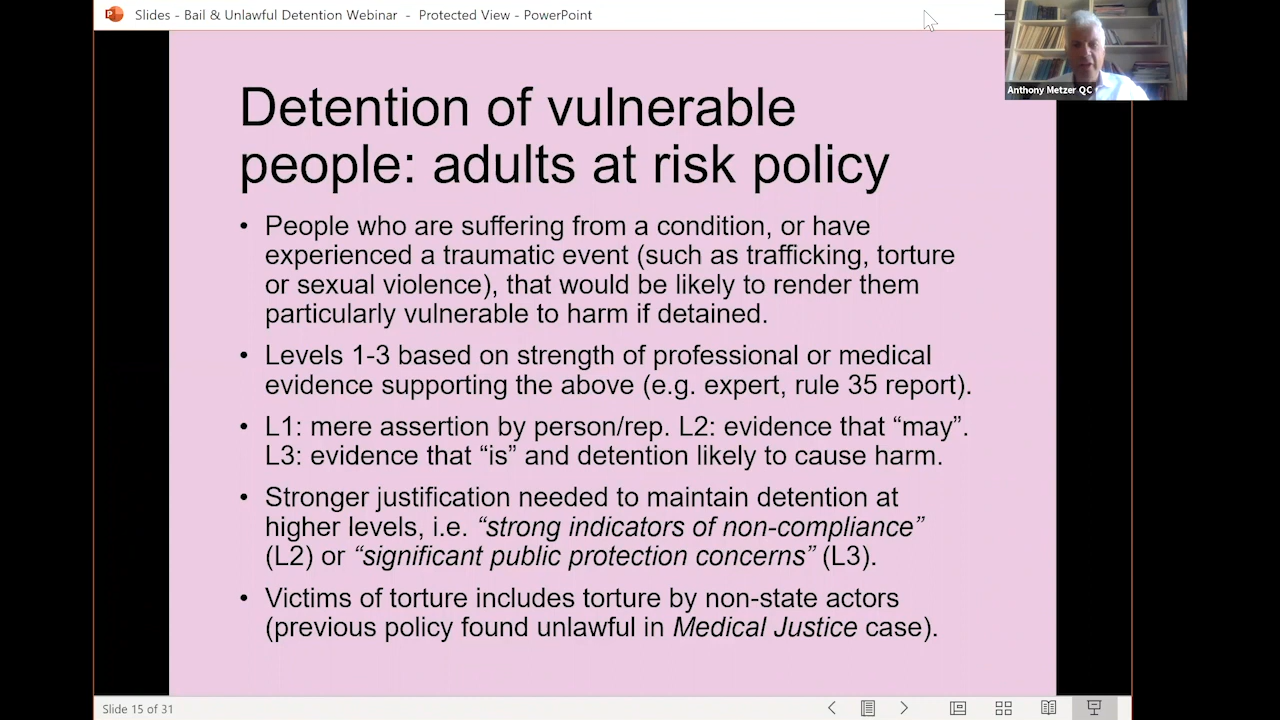 Slides - Bail & Unlawful Detention Webinar - Protected View - PowerPoint
Anthony Metzer QC
Detention of vulnerable
people: adults at risk policy
• People who are suffering from a condition, or have
experienced a traumatic event (such as trafficking, torture
or sexual violence), that would be likely to render them
particularly vulnerable to harm if detained.
• Levels 1-3 based on strength of professional or medical
evidence supporting the above (e.g. expert, rule 35 report).
• L1: mere assertion by person/rep. L2: evidence that “may”.
L3: evidence that “is” and detention likely to cause harm.
• Stronger justification needed to maintain detention at
higher levels, i.e. “strong indicators of non-compliance”
(L2) or “significant public protection concerns” (L3).
• Victims of torture includes torture by non-state actors
(previous policy found unlawful in Medical Justice case).
Slide 15 of 31